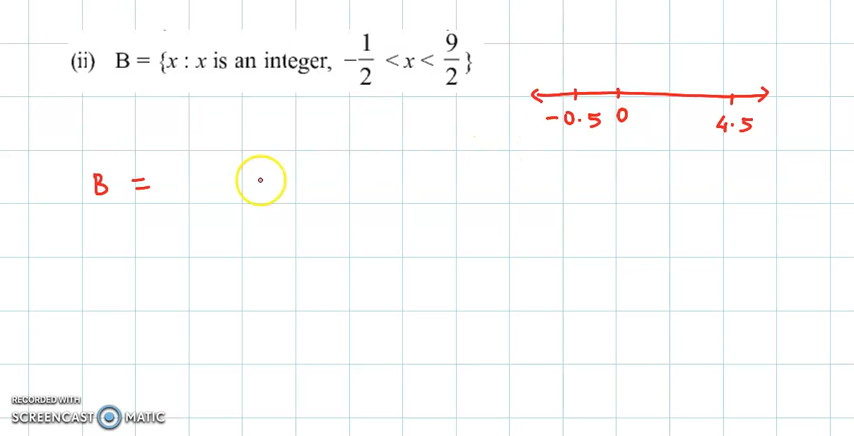 (ii) B = {x : x is an integer, -1/2 < x < 9/2}
-0.5 0 4.5
B =
RECORDED WITH
SCREENCAST MATIC